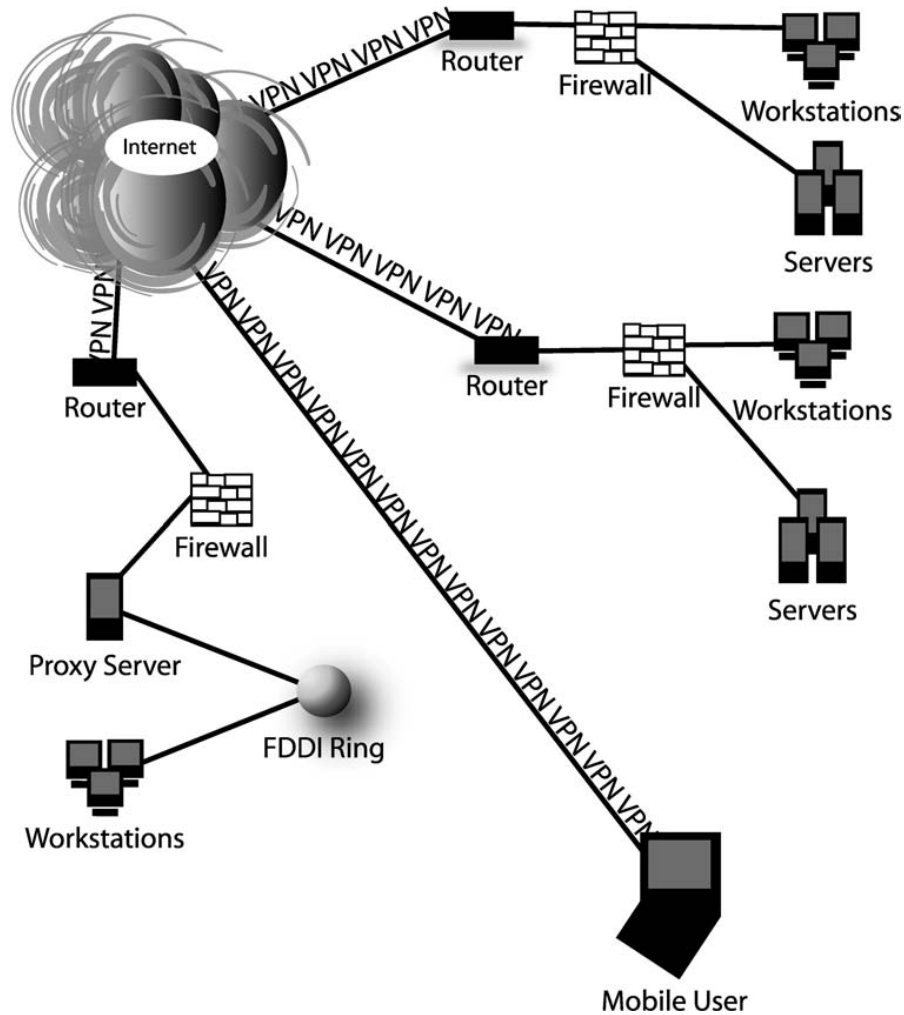 VPN VPN VPN VPN
Router
Firewall
Workstations
Internet
Servers
VPN VPN VPN VPN VPN
Router
Firewall
Workstations
VPN VPN
Router
VPN VPN VPN VPN VPN VPN VPN VPN VPN VPN VPN VPN VPN
Firewall
Servers
Proxy Server
FDDI Ring
Workstations
Mobile User